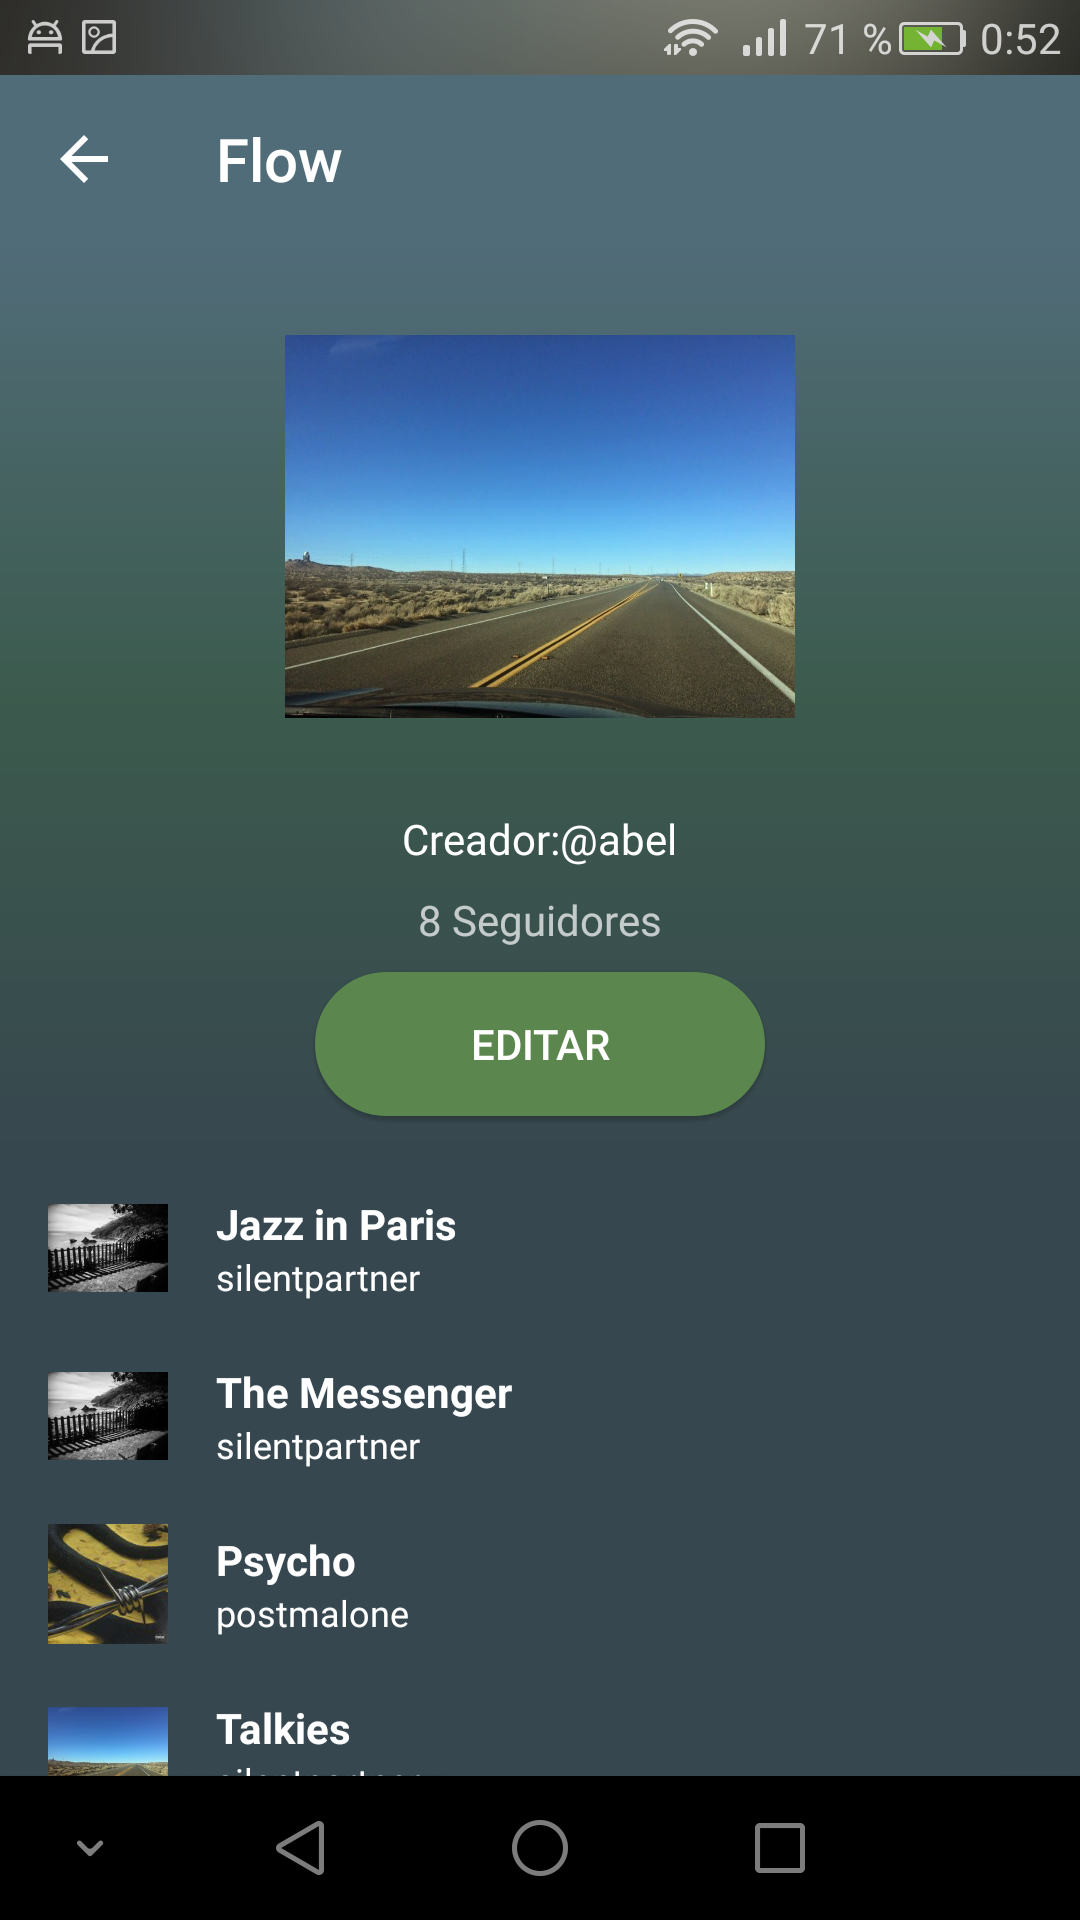 71 % 0:52
Flow
Creador:@abel
8 Seguidores
EDITAR
Jazz in Paris
silentpartner
The Messenger
silentpartner
Psycho
postmalone
Talkies